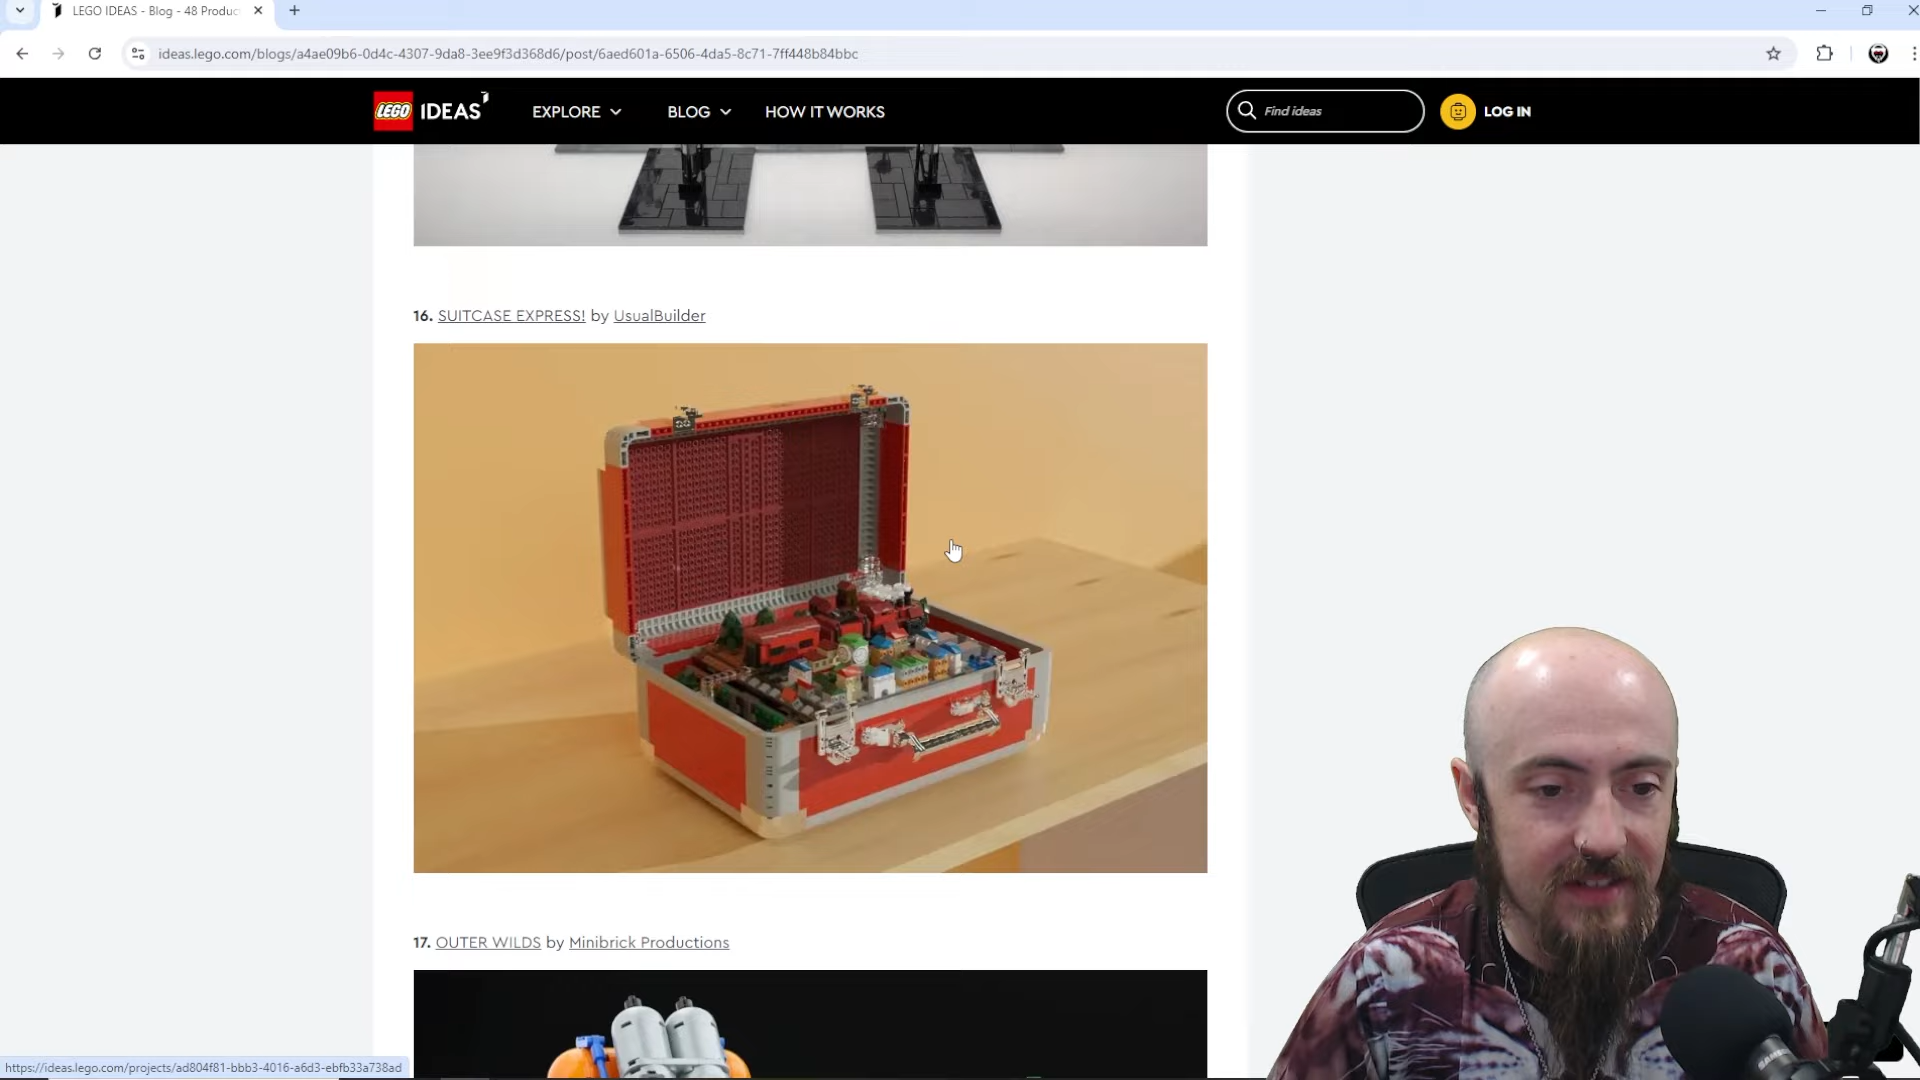 LEGO IDEAS - Blog - 48 Produc
ideas.lego.com/blogs/a4ae09b6-0d4c-4307-9da8-3ee9f3d368d6/post/6aed601a-6506-4da5-8c71-7ff448b84bbc
LEGO IDEAS EXPLORE BLOG HOW IT WORKS Find ideas LOG IN
16. SUITCASE EXPRESS! by UsualBuilder
17. OUTER WILDS by Minibrick Productions
https://ideas.lego.com/projects/ad804f81-bbb3-4016-a6d3-ebfb33a738ad